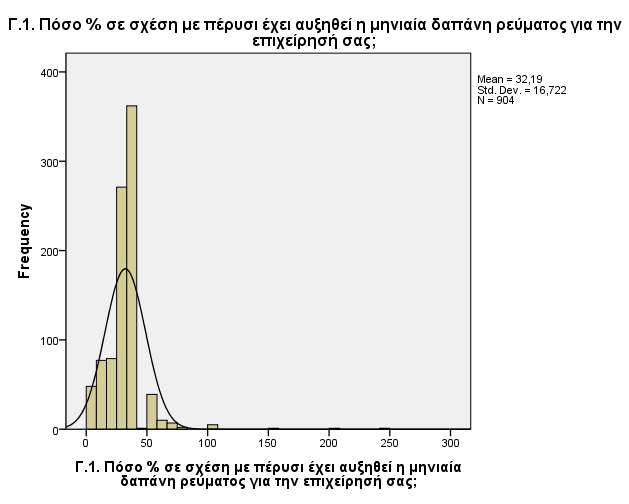 Γ.1. Πόσο % σε σχέση με πέρυσι έχει αυξηθεί η μηνιαία δαπάνη ρεύματος για την
επιχείρησή σας;
Mean = 32,19
Std. Dev. = 16,722
N = 904
Frequency
400
300
200
100
0
0 50 100 150 200 250 300
Γ.1. Πόσο % σε σχέση με πέρυσι έχει αυξηθεί η μηνιαία
δαπάνη ρεύματος για την επιχείρησή σας;